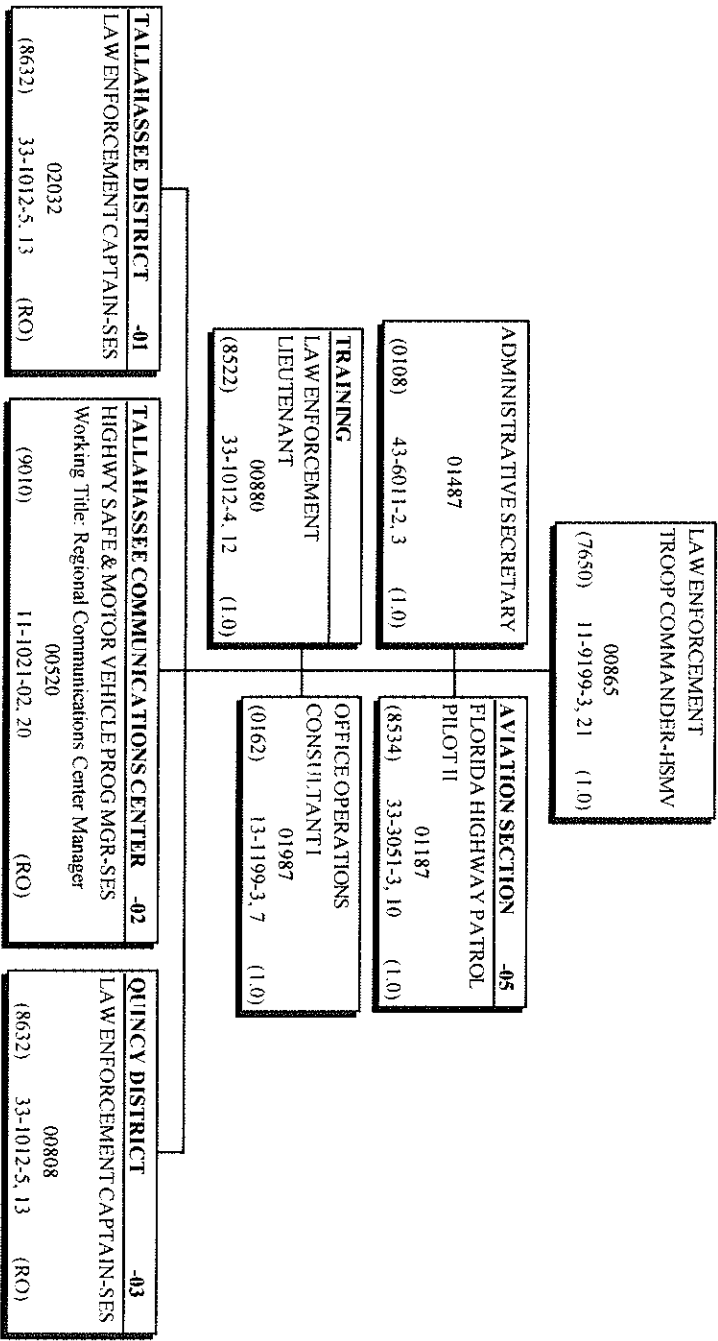 LAW ENFORCEMENT
TROOP COMMANDER-HSMV
00865
(7650) 11-9199-3, 21 (1.0)
ADMINISTRATIVE SECRETARY
01487
(0108) 43-6011-2, 3 (1.0)
AVIATION SECTION -05
FLORIDA HIGHWAY PATROL
PILOT II
01187
(8534) 33-3051-3, 10 (1.0)
TRAINING
LAW ENFORCEMENT
LIEUTENANT
00880
(8522) 33-1012-4, 12 (1.0)
OFFICE OPERATIONS
CONSULTANT I
01987
(0162) 13-1199-3, 7 (1.0)
TALLAHASSEE DISTRICT -01
LAW ENFORCEMENT CAPTAIN-SES
02032
(8632) 33-1012-5, 13 (RO)
TALLAHASSEE COMMUNICATIONS CENTER -02
HIGHWY SAFE & MOTOR VEHICLE PROG MGR-SES
Working Title: Regional Communications Center Manager
00520
(9010) 11-1021-02, 20 (RO)
QUINCY DISTRICT -03
LAW ENFORCEMENT CAPTAIN-SES
00808
(8632) 33-1012-5, 13 (RO)